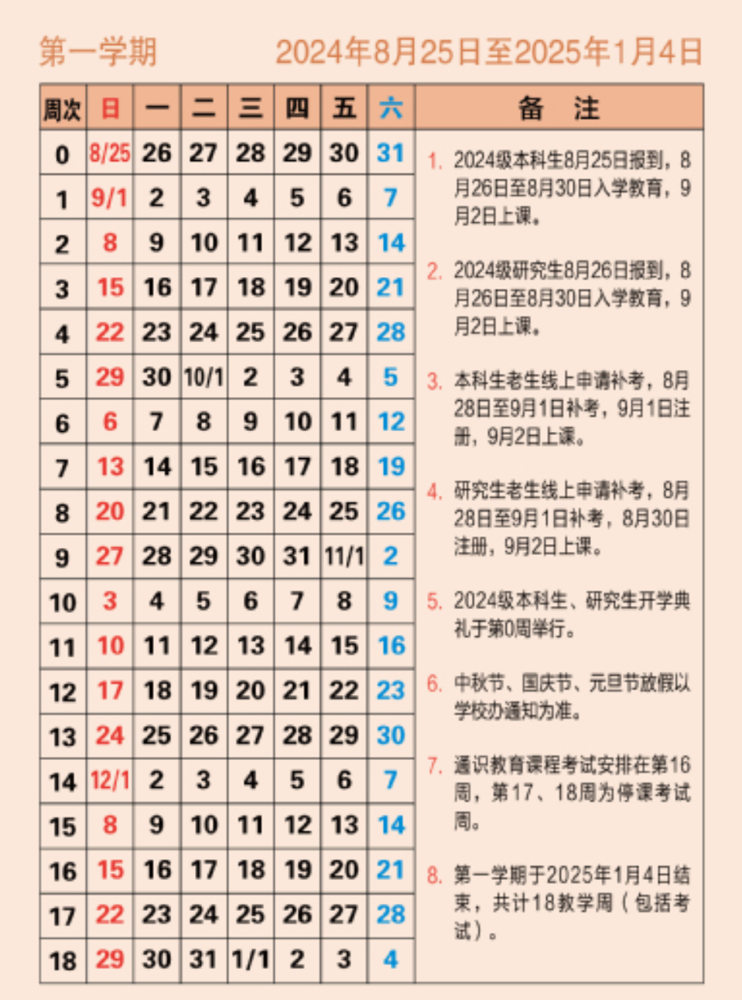 第一学期 2024年8月25日至2025年1月4日
周次 日 一 二 三 四 五 六 备 注
0 8/25 26 27 28 29 30 31
1 9/1 2 3 4 5 6 7
2 8 9 10 11 12 13 14
3 15 16 17 18 19 20 21
4 22 23 24 25 26 27 28
5 29 30 10/1 2 3 4 5
6 6 7 8 9 10 11 12
7 13 14 15 16 17 18 19
8 20 21 22 23 24 25 26
9 27 28 29 30 31 11/1 2
10 3 4 5 6 7 8 9
11 10 11 12 13 14 15 16
12 17 18 19 20 21 22 23
13 24 25 26 27 28 29 30
14 12/1 2 3 4 5 6 7
15 8 9 10 11 12 13 14
16 15 16 17 18 19 20 21
17 22 23 24 25 26 27 28
18 29 30 31 1/1 2 3 4
1. 2024级本科生8月25日报到，8
月26日至8月30日入学教育，9
月2日上课。
2. 2024级研究生8月26日报到，8
月26日至8月30日入学教育，9
月2日上课。
3. 本科生老生线上申请补考，8月
28日至9月1日补考，9月1日注
册，9月2日上课。
4. 研究生老生线上申请补考，8月
28日至9月1日补考，8月30日
注册，9月2日上课。
5. 2024级本科生、研究生开学典
礼于第0周举行。
6. 中秋节、国庆节、元旦节放假以
学校办通知为准。
7. 通识教育课程考试安排在第16
周，第17、18周为停课考试
周。
8. 第一学期于2025年1月4日结
束，共计18教学周（包括考
试）。